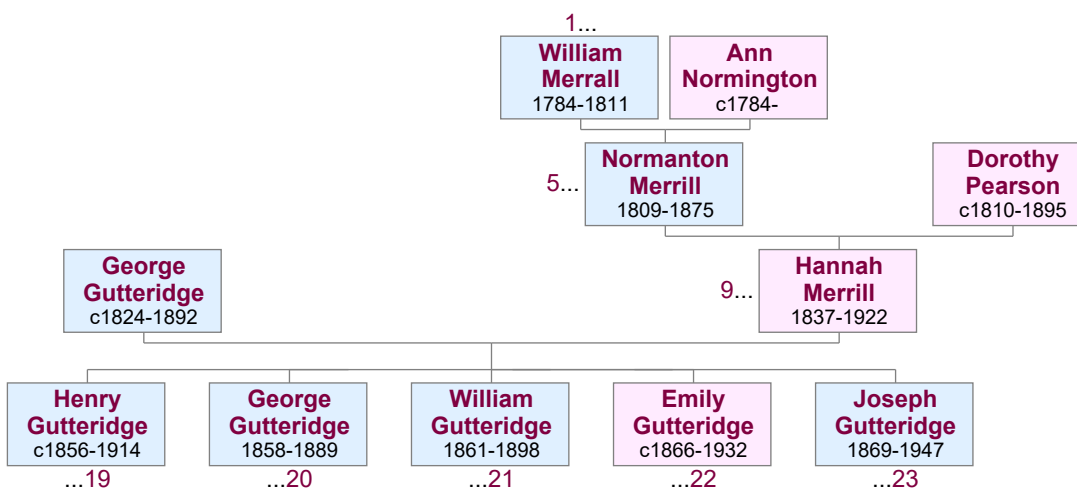 1...
William
Merrall
1784-1811
Ann
Normington
c1784-
5...
Normanton
Merrill
1809-1875
Dorothy
Pearson
c1810-1895
George
Gutteridge
c1824-1892
9...
Hannah
Merrill
1837-1922
Henry
Gutteridge
c1856-1914
George
Gutteridge
1858-1889
William
Gutteridge
1861-1898
Emily
Gutteridge
c1866-1932
Joseph
Gutteridge
1869-1947
...19
...20
...21
...22
...23